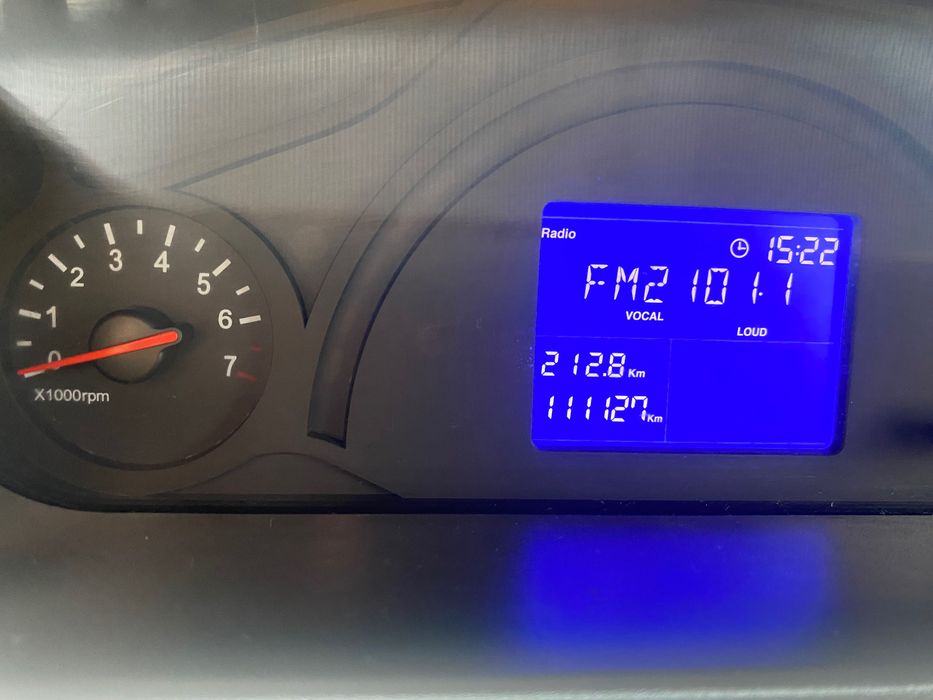 0
1
2
3
4
5
6
7
X1000rpm
Radio
15:22
FM2 101.1
VOCAL
LOUD
212.8 Km
111127 Km